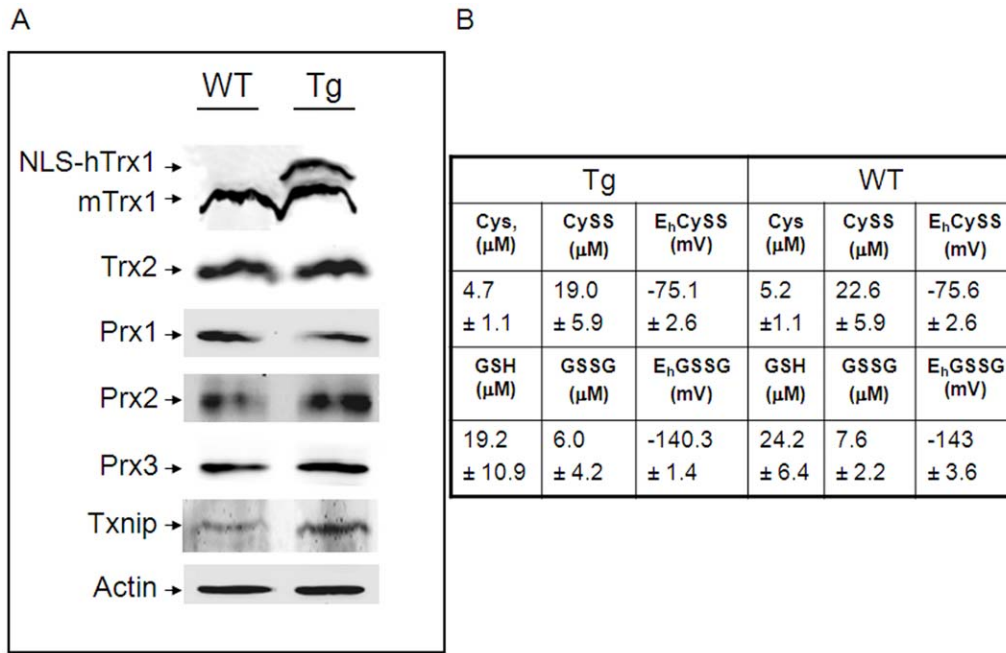 A
B
WT Tg
NLS-hTrx1
mTrx1
Trx2
Prx1
Prx2
Prx3
Txnip
Actin
Tg WT
Cys, (μM) CySS (μM) EhCySS (mV) Cys (μM) CySS (μM) EhCySS (mV)
4.7 ± 1.1 19.0 ± 5.9 -75.1 ± 2.6 5.2 ±1.1 22.6 ± 5.9 -75.6 ± 2.6
GSH (μM) GSSG (μM) EhGSSG (mV) GSH (μM) GSSG (μM) EhGSSG (mV)
19.2 ± 10.9 6.0 ± 4.2 -140.3 ± 1.4 24.2 ± 6.4 7.6 ± 2.2 -143 ± 3.6